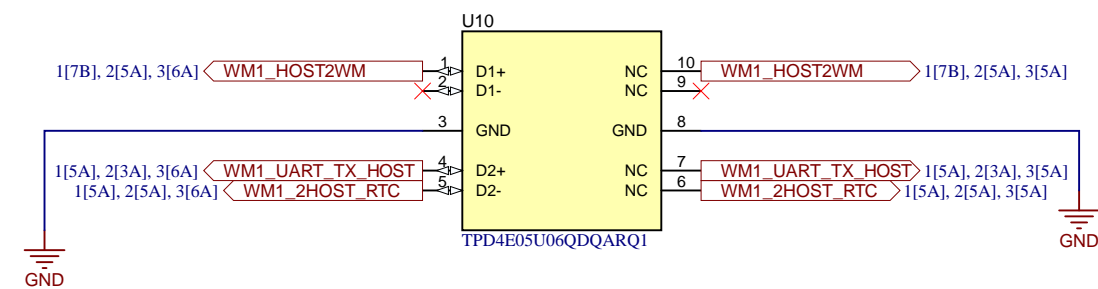 U10
1[7B], 2[5A], 3[6A] WM1_HOST2WM 1 D1+ NC 10 WM1_HOST2WM 1[7B], 2[5A], 3[5A]
2 D1- NC 9
3 GND GND 8
1[5A], 2[3A], 3[6A] WM1_UART_TX_HOST 4 D2+ NC 7 WM1_UART_TX_HOST 1[5A], 2[3A], 3[5A]
1[5A], 2[5A], 3[6A] WM1_2HOST_RTC 5 D2- NC 6 WM1_2HOST_RTC 1[5A], 2[5A], 3[5A]
TPD4E05U06QDQARQ1
GND
GND